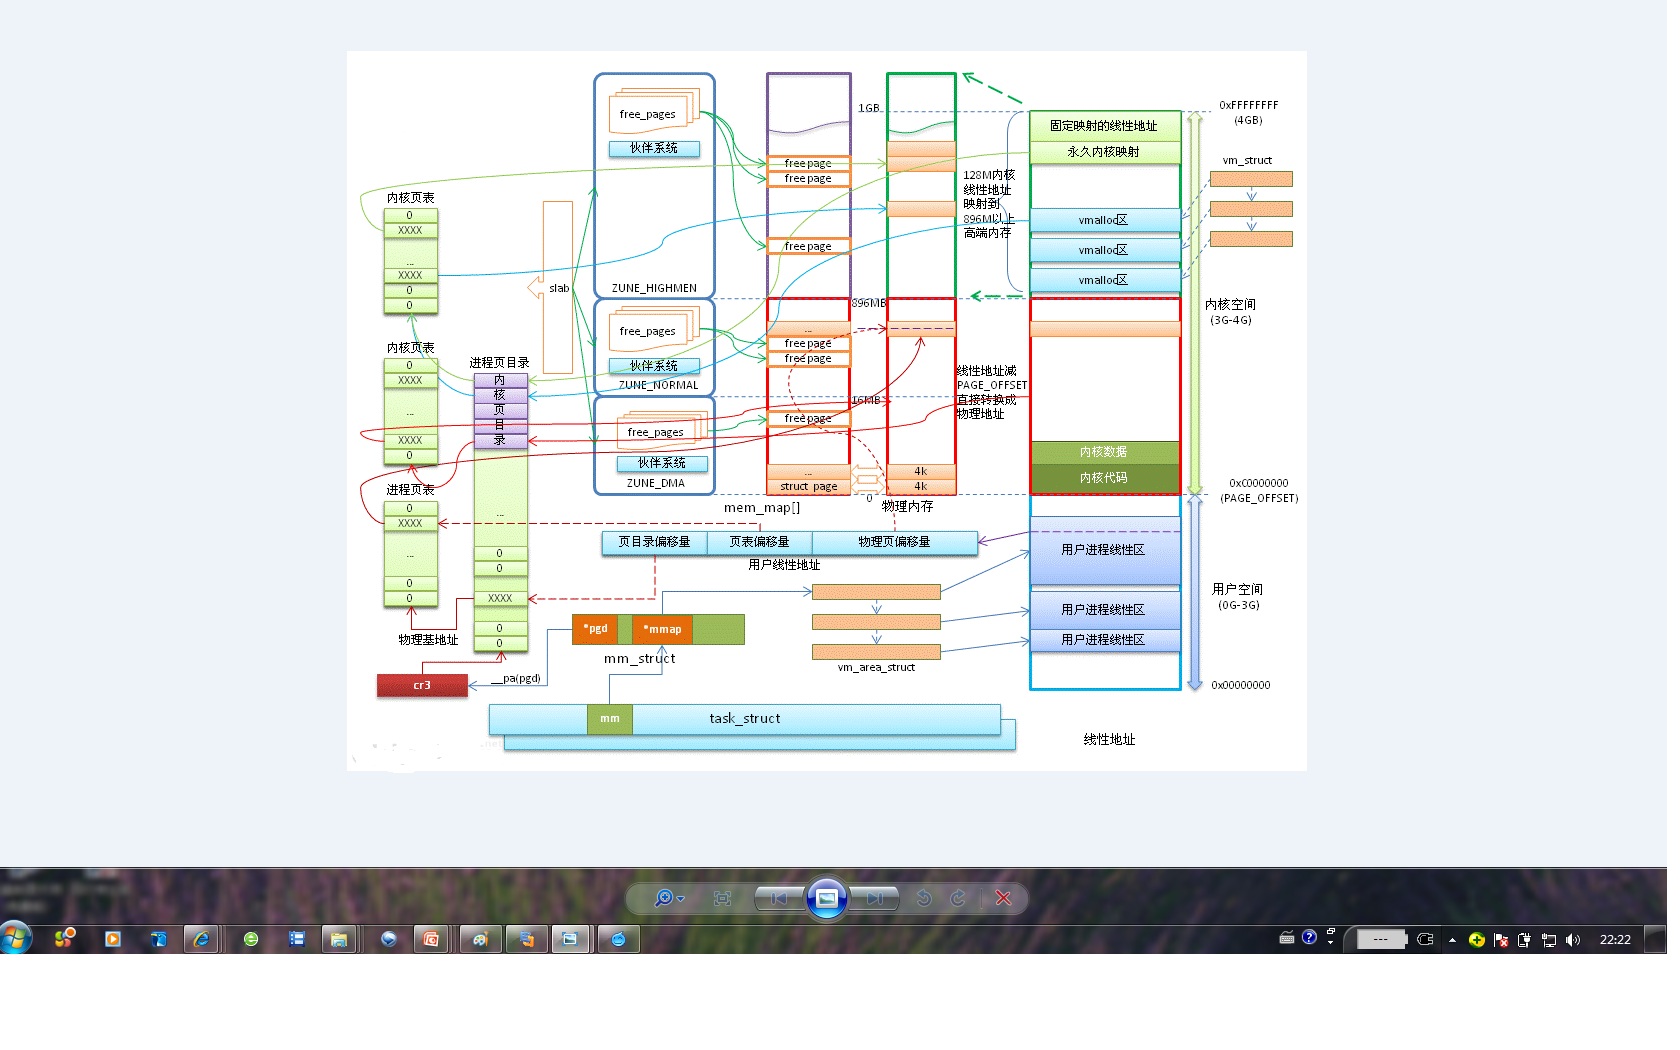 free_pages
伙伴系统
ZUNE_HIGHMEN
free_pages
伙伴系统
ZUNE_NORMAL
free_pages
伙伴系统
ZUNE_DMA
slab
内核页表
0
XXXX
...
XXXX
0
0
内核页表
0
XXXX
...
XXXX
0
进程页表
0
XXXX
...
0
0
物理基地址
cr3
进程页目录
内
核
页
目
录
...
0
0
XXXX
0
0
free page
free page
free page
...
free page
free page
free page
...
struct page
mem_map[]
1GB
896MB
16MB
0
4k
4k
物理内存
128M内核
线性地址
映射到
896M以上
高端内存
线性地址减
PAGE_OFFSET
直接转换成
物理地址
固定映射的线性地址
永久内核映射
vmalloc区
vmalloc区
vmalloc区
内核数据
内核代码
用户进程线性区
用户进程线性区
用户进程线性区
0xFFFFFFFF
(4GB)
vm_struct
内核空间
(3G-4G)
0xC0000000
(PAGE_OFFSET)
用户空间
(0G-3G)
0x00000000
线性地址
页目录偏移量
页表偏移量
物理页偏移量
用户线性地址
*pgd
*mmap
mm_struct
__pa(pgd)
vm_area_struct
mm
task_struct
---
22:22